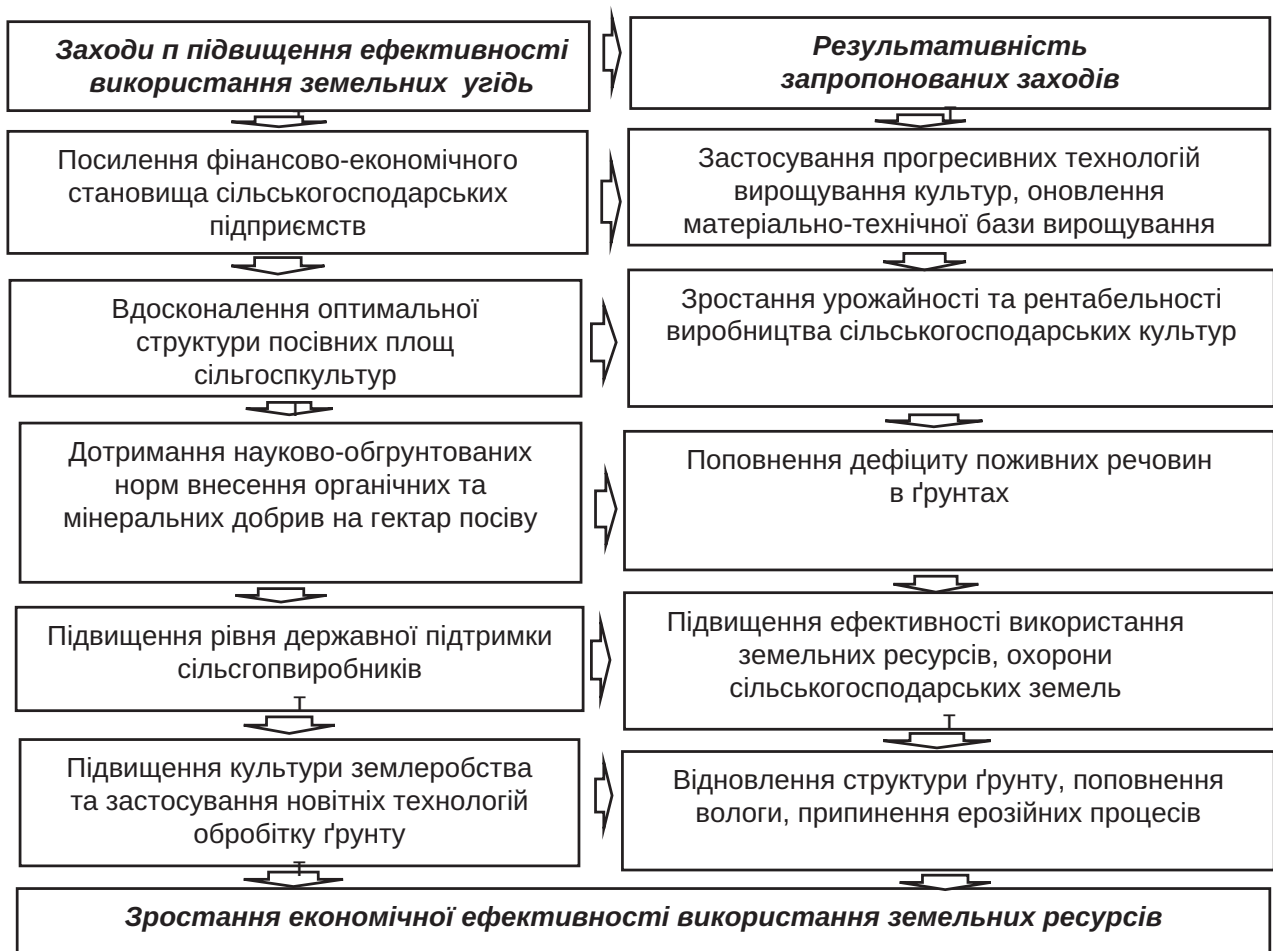 Заходи п підвищення ефективності
використання земельних угідь
Результативність
запропонованих заходів
Посилення фінансово-економічного
становища сільськогосподарських
підприємств
Застосування прогресивних технологій
вирощування культур, оновлення
матеріально-технічної бази вирощування
Вдосконалення оптимальної
структури посівних площ
сільгоспкультур
Зростання урожайності та рентабельності
виробництва сільськогосподарських культур
Дотримання науково-обгрунтованих
норм внесення органічних та
мінеральних добрив на гектар посіву
Поповнення дефіциту поживних речовин
в ґрунтах
Підвищення рівня державної підтримки
сільсгопвиробників
Підвищення ефективності використання
земельних ресурсів, охорони
сільськогосподарських земель
Підвищення культури землеробства
та застосування новітніх технологій
обробітку ґрунту
Відновлення структури ґрунту, поповнення
вологи, припинення ерозійних процесів
Зростання економічної ефективності використання земельних ресурсів